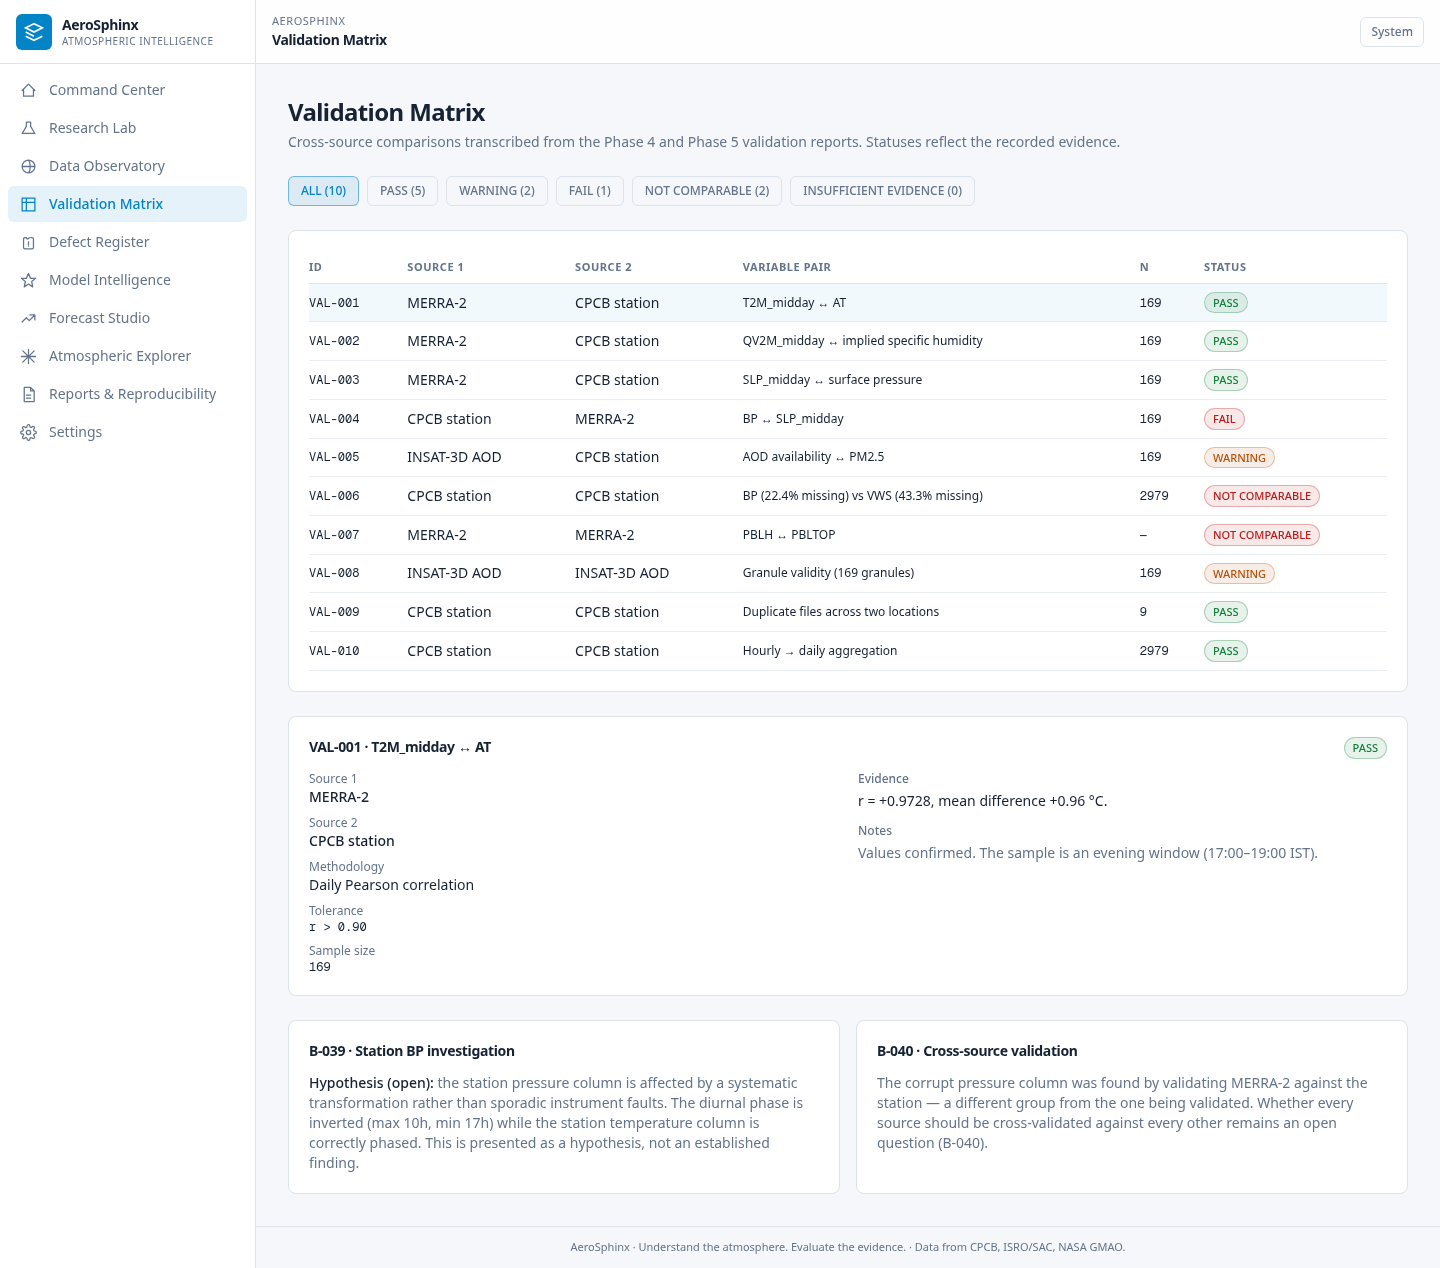 AeroSphinx
ATMOSPHERIC INTELLIGENCE
Command Center
Research Lab
Data Observatory
Validation Matrix
Defect Register
Model Intelligence
Forecast Studio
Atmospheric Explorer
Reports & Reproducibility
Settings
AEROSPHINX
Validation Matrix
System
Validation Matrix
Cross-source comparisons transcribed from the Phase 4 and Phase 5 validation reports. Statuses reflect the recorded evidence.
ALL (10) PASS (5) WARNING (2) FAIL (1) NOT COMPARABLE (2) INSUFFICIENT EVIDENCE (0)
ID SOURCE 1 SOURCE 2 VARIABLE PAIR N STATUS
VAL-001 MERRA-2 CPCB station T2M_midday ↔ AT 169 PASS
VAL-002 MERRA-2 CPCB station QV2M_midday ↔ implied specific humidity 169 PASS
VAL-003 MERRA-2 CPCB station SLP_midday ↔ surface pressure 169 PASS
VAL-004 CPCB station MERRA-2 BP ↔ SLP_midday 169 FAIL
VAL-005 INSAT-3D AOD CPCB station AOD availability ↔ PM2.5 169 WARNING
VAL-006 CPCB station CPCB station BP (22.4% missing) vs VWS (43.3% missing) 2979 NOT COMPARABLE
VAL-007 MERRA-2 MERRA-2 PBLH ↔ PBLTOP – NOT COMPARABLE
VAL-008 INSAT-3D AOD INSAT-3D AOD Granule validity (169 granules) 169 WARNING
VAL-009 CPCB station CPCB station Duplicate files across two locations 9 PASS
VAL-010 CPCB station CPCB station Hourly → daily aggregation 2979 PASS
VAL-001 · T2M_midday ↔ AT PASS
Source 1
MERRA-2
Source 2
CPCB station
Methodology
Daily Pearson correlation
Tolerance
r > 0.90
Sample size
169
Evidence
r = +0.9728, mean difference +0.96 °C.
Notes
Values confirmed. The sample is an evening window (17:00–19:00 IST).
B-039 · Station BP investigation
Hypothesis (open): the station pressure column is affected by a systematic
transformation rather than sporadic instrument faults. The diurnal phase is
inverted (max 10h, min 17h) while the station temperature column is
correctly phased. This is presented as a hypothesis, not an established
finding.
B-040 · Cross-source validation
The corrupt pressure column was found by validating MERRA-2 against the
station — a different group from the one being validated. Whether every
source should be cross-validated against every other remains an open
question (B-040).
AeroSphinx · Understand the atmosphere. Evaluate the evidence. · Data from CPCB, ISRO/SAC, NASA GMAO.